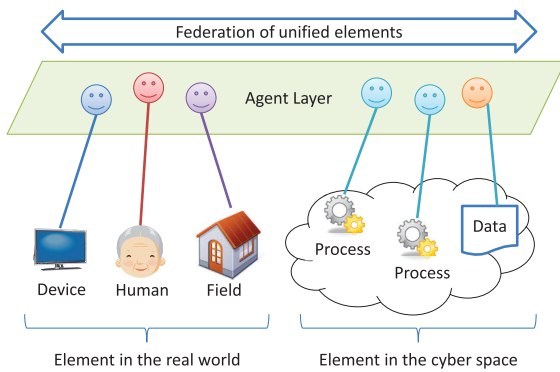 Federation of unified elements
Agent Layer
Process
Process
Data
Device
Human
Field
Element in the real world
Element in the cyber space